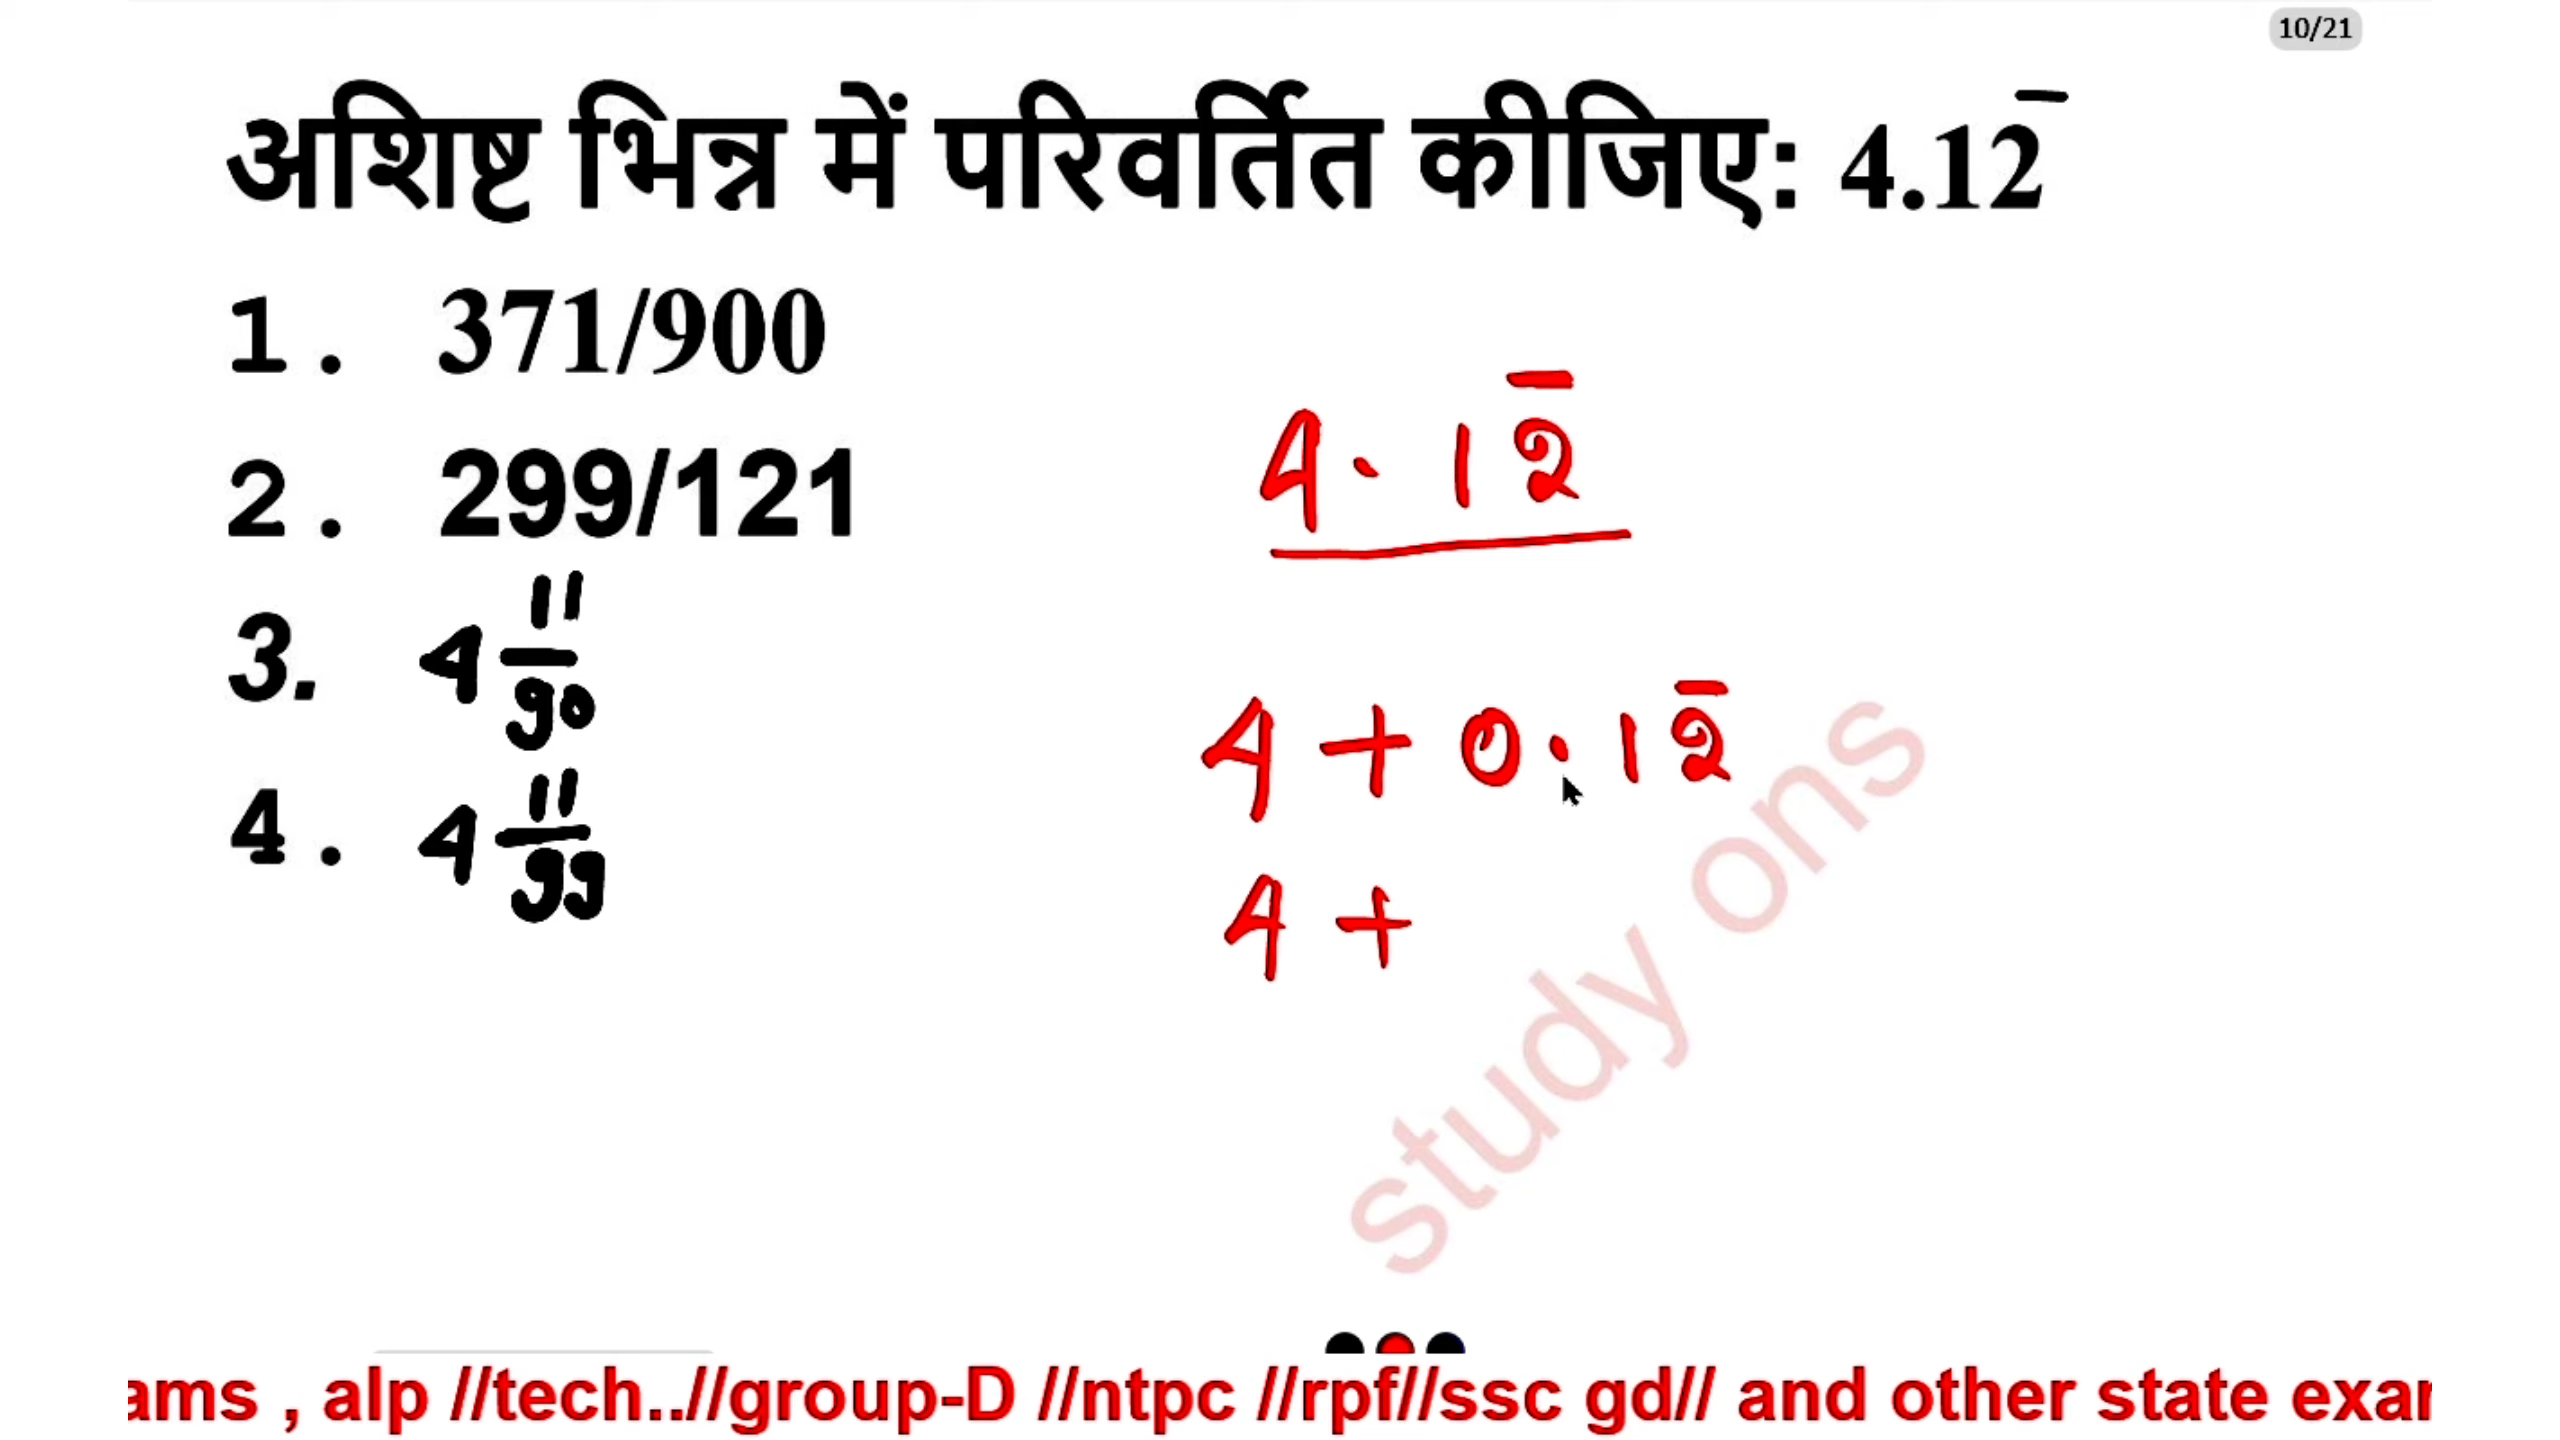 10/21
अशिष्ट भिन्न में परिवर्तित कीजिए: 4.12̅
1. 371/900
2. 299/121
3. 4 11/90
4. 4 11/99
4.12̅
4 + 0.12̅
4 +
study ons
ams , alp //tech..//group-D //ntpc //rpf//ssc gd// and other state exar